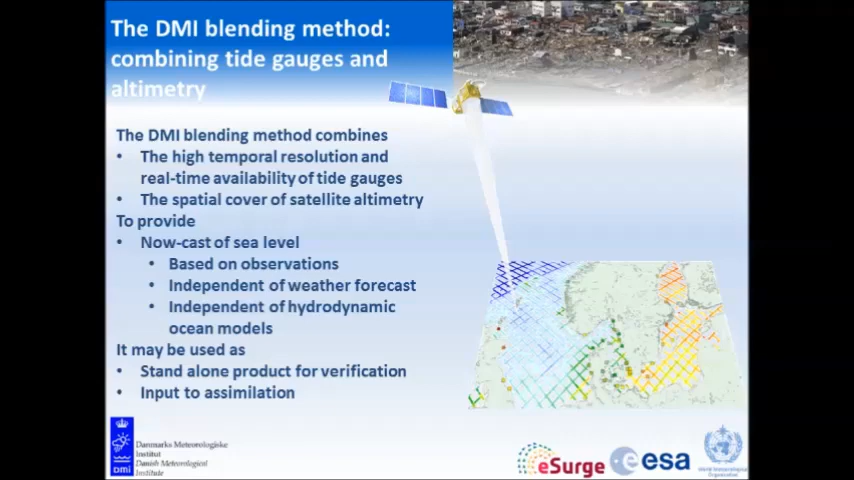 The DMI blending method:
combining tide gauges and
altimetry
The DMI blending method combines
• The high temporal resolution and
real-time availability of tide gauges
• The spatial cover of satellite altimetry
To provide
• Now-cast of sea level
• Based on observations
• Independent of weather forecast
• Independent of hydrodynamic
ocean models
It may be used as
• Stand alone product for verification
• Input to assimilation
DMI
Danmarks Meteorologiske
Institut
Danish Meteorological
Institute
eSurge
esa
World Meteorological
Organization